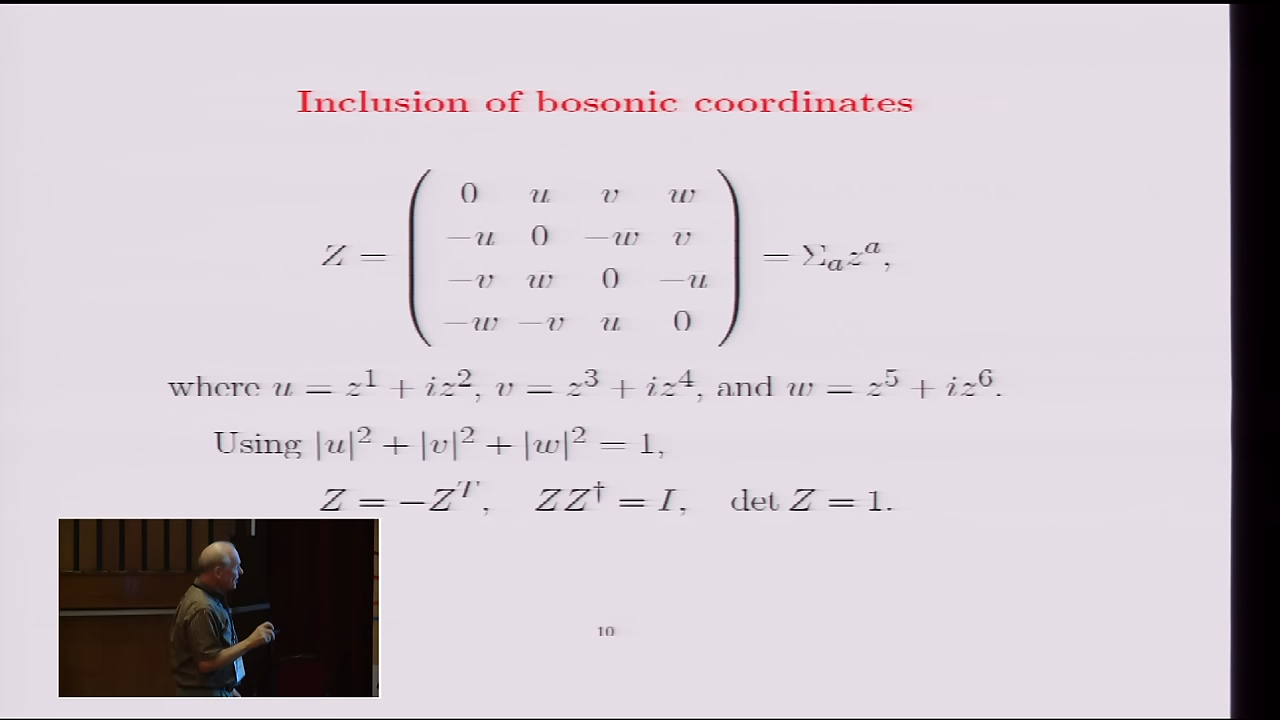 Inclusion of bosonic coordinates
Z = ( 0 u v w
−u 0 −w v
−v w 0 −u
−w −v u 0 ) = Σ_a z^a,
where u = z^1 + iz^2, v = z^3 + iz^4, and w = z^5 + iz^6.
Using |u|^2 + |v|^2 + |w|^2 = 1,
Z = −Z^T, ZZ^† = I, det Z = 1.
10